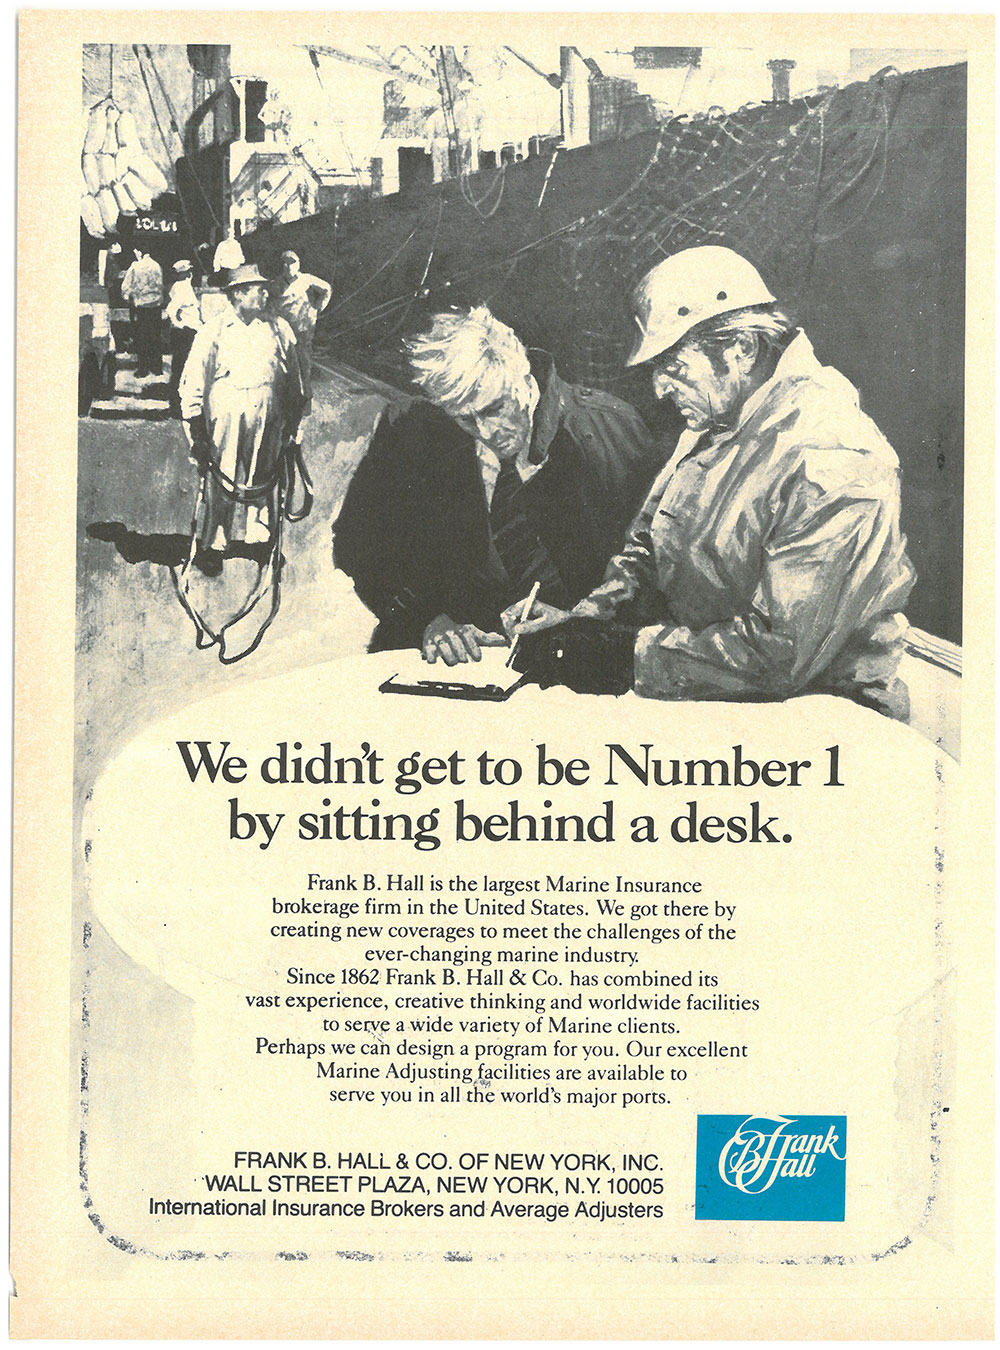 We didn't get to be Number 1
by sitting behind a desk.
Frank B. Hall is the largest Marine Insurance
brokerage firm in the United States. We got there by
creating new coverages to meet the challenges of the
ever-changing marine industry.
Since 1862 Frank B. Hall & Co. has combined its
vast experience, creative thinking and worldwide facilities
to serve a wide variety of Marine clients.
Perhaps we can design a program for you. Our excellent
Marine Adjusting facilities are available to
serve you in all the world's major ports.
FRANK B. HALL & CO. OF NEW YORK, INC.
WALL STREET PLAZA, NEW YORK, N.Y. 10005
International Insurance Brokers and Average Adjusters
Frank
B Hall